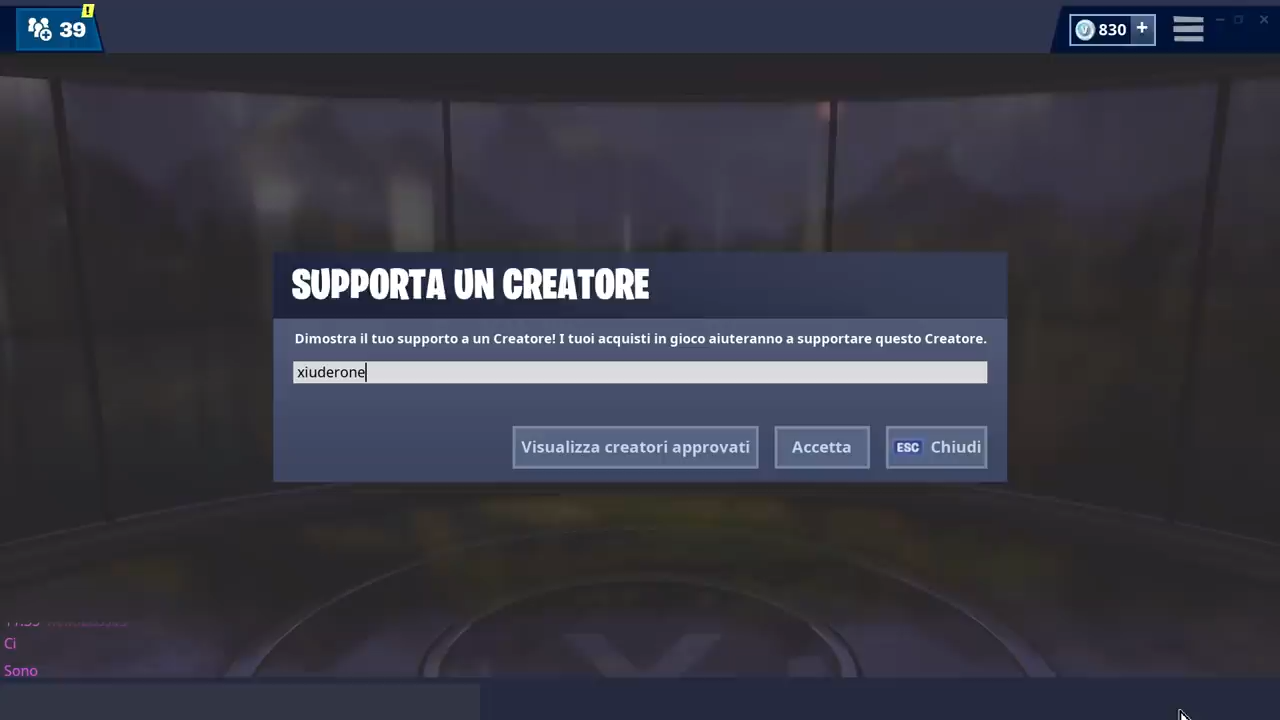 39
830 +
SUPPORTA UN CREATORE
Dimostra il tuo supporto a un Creatore! I tuoi acquisti in gioco aiuteranno a supportare questo Creatore.
xiuderone
Visualizza creatori approvati
Accetta
ESC Chiudi
Ci
Sono